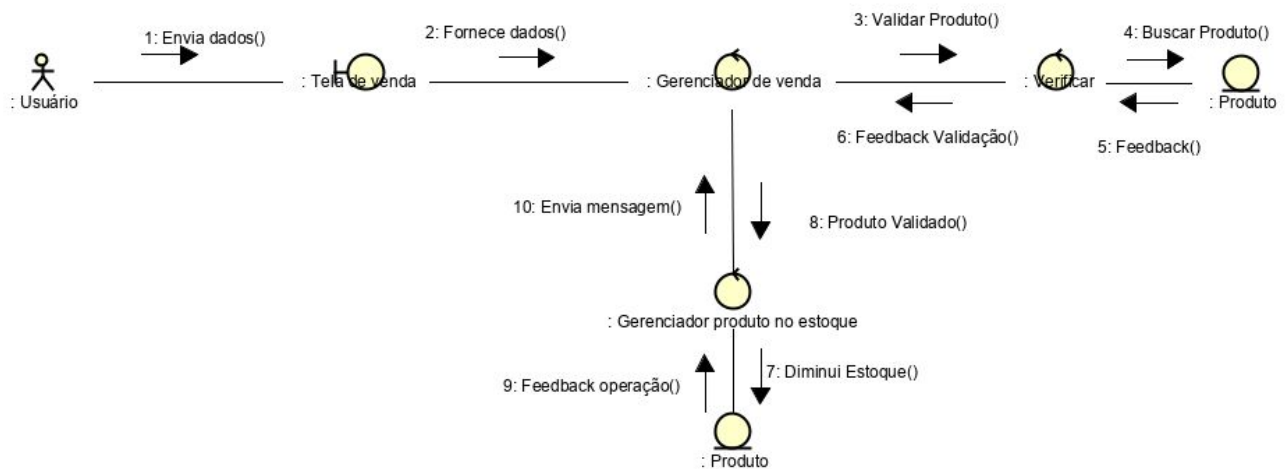 3: Validar Produto()
4: Buscar Produto()
1: Envia dados()
2: Fornece dados()
: Usuário
: Tela de venda
: Gerenciador de venda
: Verificar
: Produto
6: Feedback Validação()
5: Feedback()
10: Envia mensagem()
8: Produto Validado()
: Gerenciador produto no estoque
9: Feedback operação()
7: Diminui Estoque()
: Produto